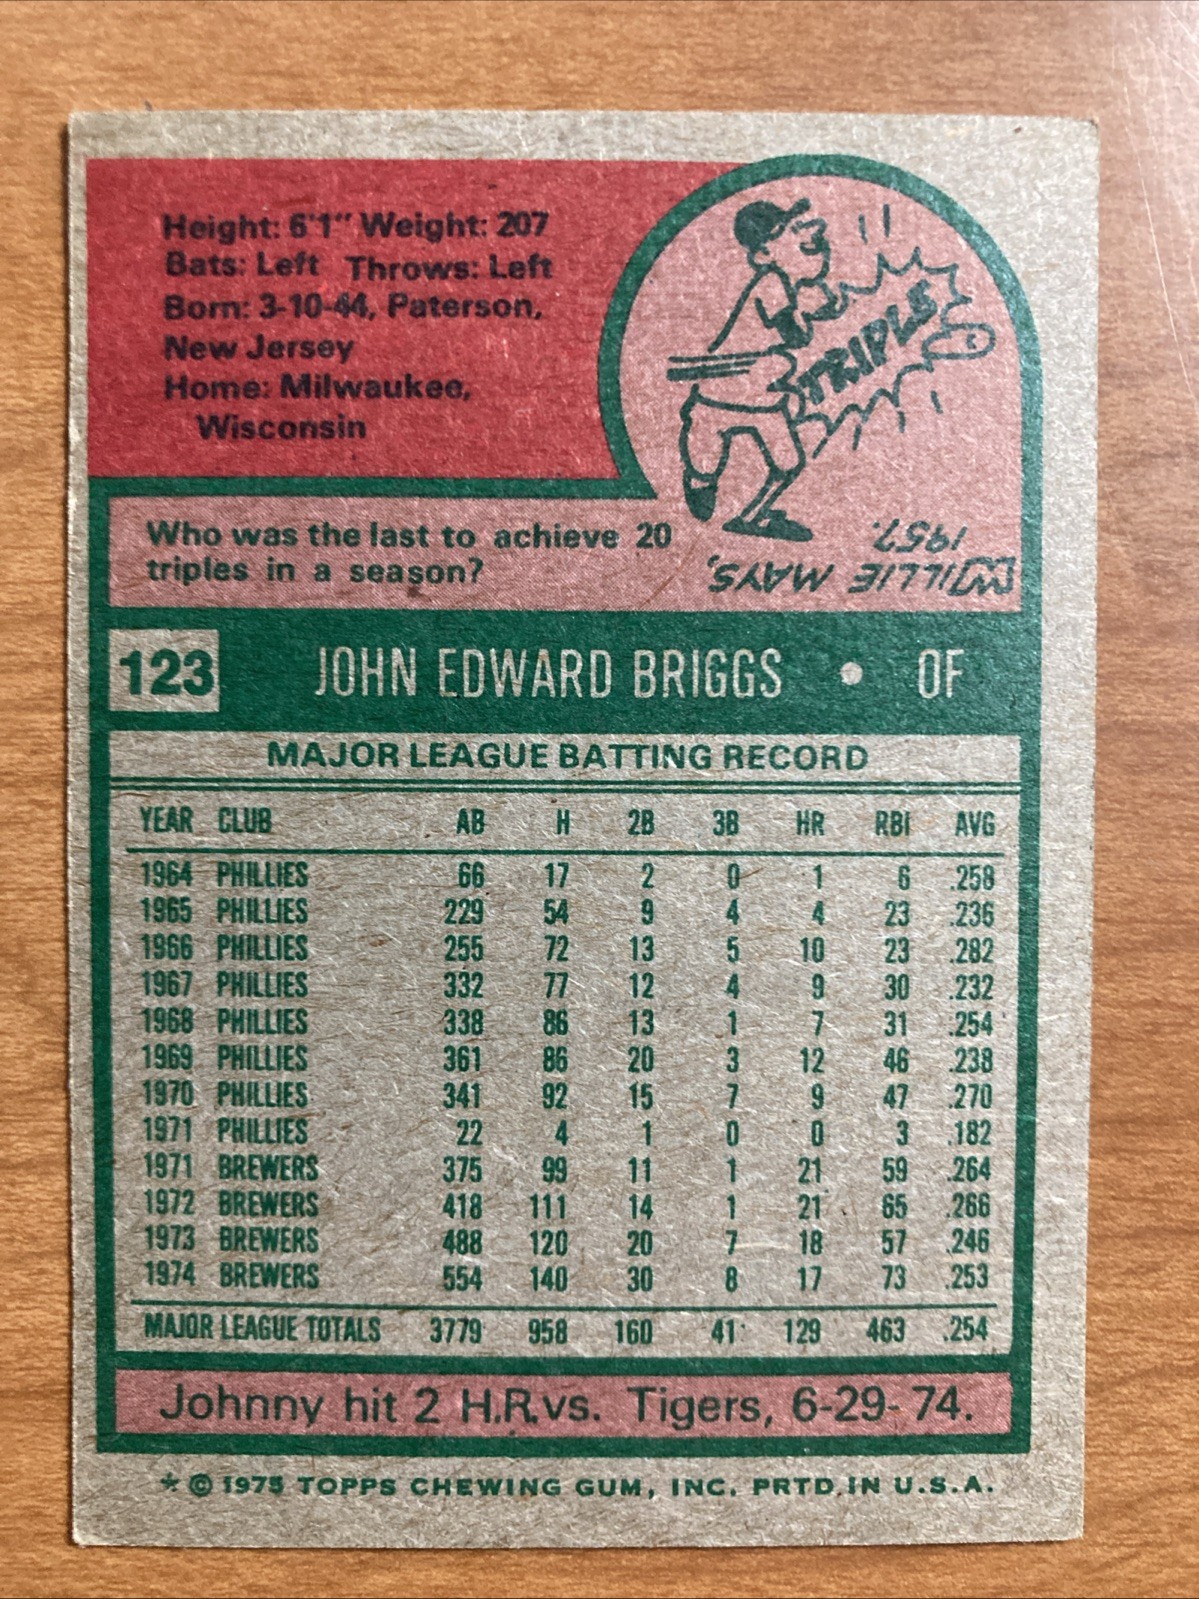 Height: 6'1" Weight: 207
Bats: Left Throws: Left
Born: 3-10-44, Paterson,
New Jersey
Home: Milwaukee,
Wisconsin
TRIPLE
Who was the last to achieve 20
triples in a season?
WILLIE MAYS,
1957.
123 JOHN EDWARD BRIGGS • OF
MAJOR LEAGUE BATTING RECORD
YEAR CLUB AB H 2B 3B HR RBI AVG
1964 PHILLIES 66 17 2 0 1 6 .258
1965 PHILLIES 229 54 9 4 4 23 .236
1966 PHILLIES 255 72 13 5 10 23 .282
1967 PHILLIES 332 77 12 4 9 30 .232
1968 PHILLIES 338 86 13 1 7 31 .254
1969 PHILLIES 361 86 20 3 12 46 .238
1970 PHILLIES 341 92 15 7 9 47 .270
1971 PHILLIES 22 4 1 0 0 3 .182
1971 BREWERS 375 99 11 1 21 59 .264
1972 BREWERS 418 111 14 1 21 65 .266
1973 BREWERS 488 120 20 7 18 57 .246
1974 BREWERS 554 140 30 8 17 73 .253
MAJOR LEAGUE TOTALS 3779 958 160 41 129 463 .254
Johnny hit 2 H.R. vs. Tigers, 6-29-74.
* © 1975 TOPPS CHEWING GUM, INC. PRTD. IN U.S.A.